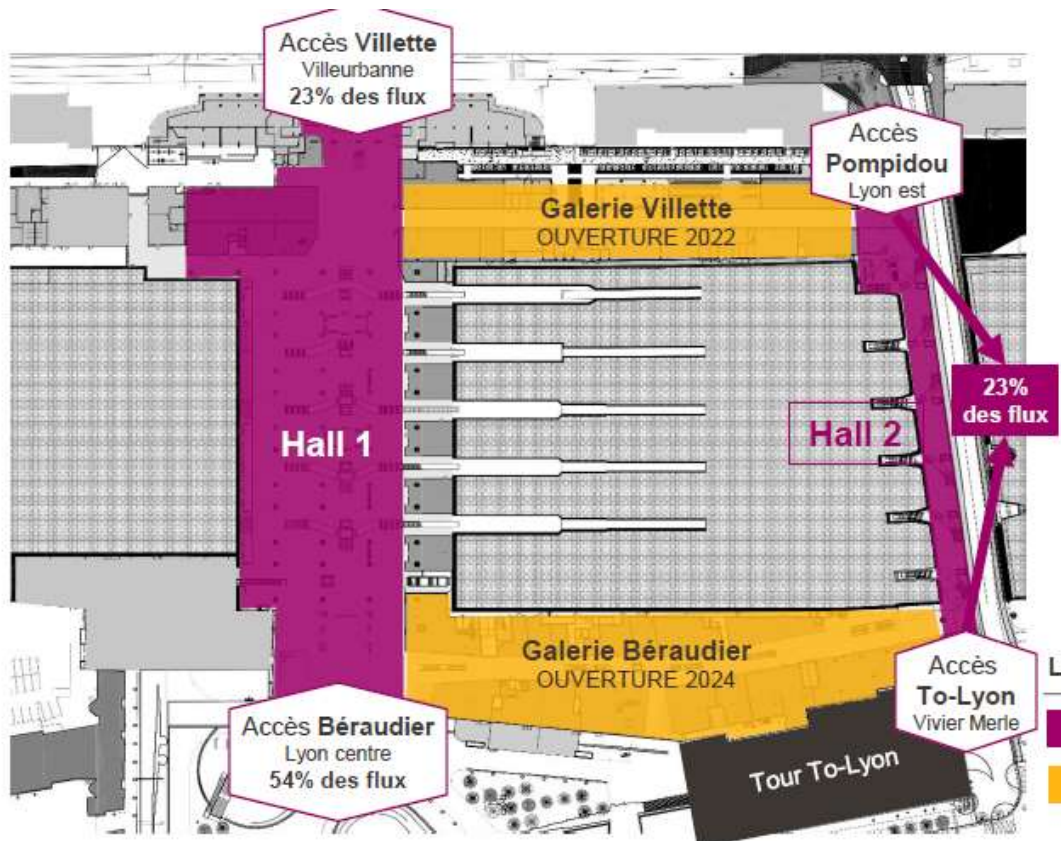 Accès Villette
Villeurbanne
23% des flux
Accès
Pompidou
Lyon est
Galerie Villette
OUVERTURE 2022
23%
des flux
Hall 1
Hall 2
Galerie Béraudier
OUVERTURE 2024
Accès
To-Lyon
Vivier Merle
L
Accès Béraudier
Lyon centre
54% des flux
Tour To-Lyon